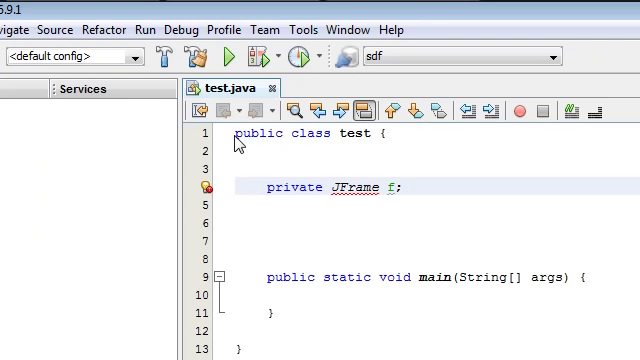 5.9.1
vigate Source Refactor Run Debug Profile Team Tools Window Help
<default config> sdf
Services test.java
1 public class test {
2
3
private JFrame f;
5
6
7
8
9 public static void main(String[] args) {
10
11 }
12
13 }